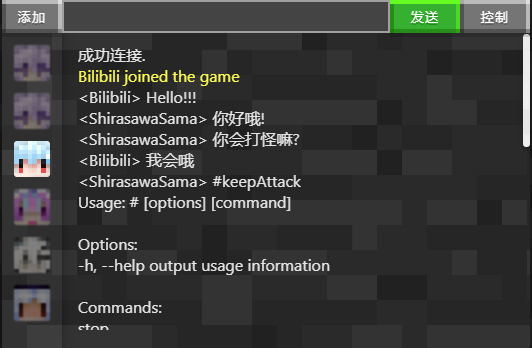 添加
发送
控制
成功连接.
Bilibili joined the game
<Bilibili> Hello!!!
<ShirasawaSama> 你好哦!
<ShirasawaSama> 你会打怪嘛?
<Bilibili> 我会哦
<ShirasawaSama> #keepAttack
Usage: # [options] [command]
Options:
-h, --help output usage information
Commands:
stop